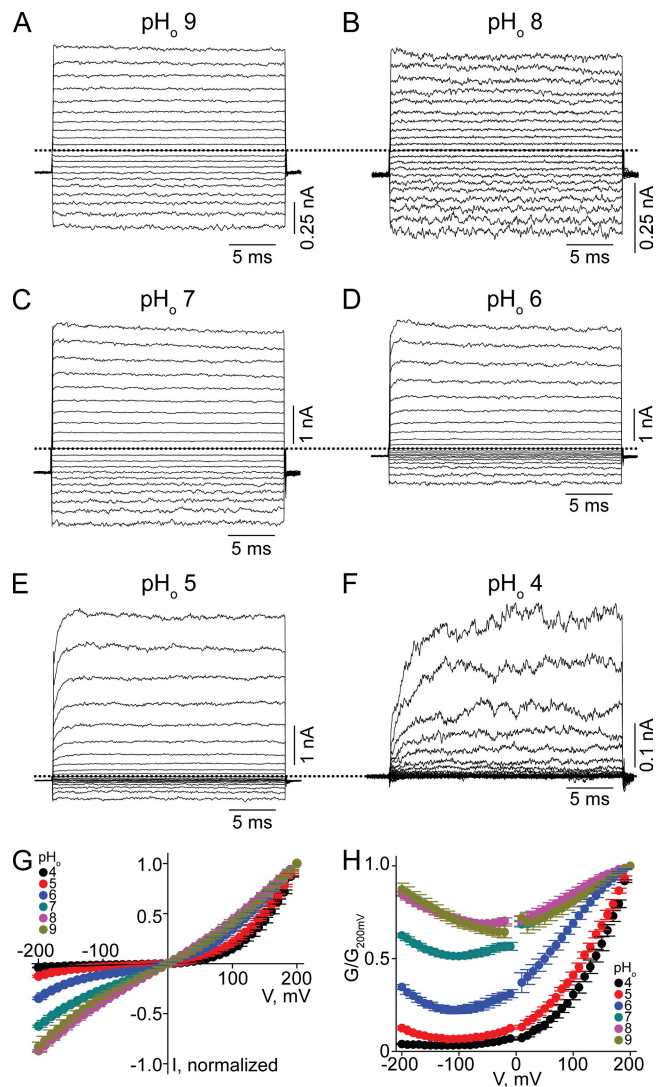 A pHo 9
B pHo 8
0.25 nA
0.25 nA
5 ms
5 ms
C pHo 7
D pHo 6
1 nA
1 nA
5 ms
5 ms
E pHo 5
F pHo 4
1 nA
0.1 nA
5 ms
5 ms
G
pHo
4
5
6
7
8
9
1.0
0.5
-200
-100
100
200
V, mV
-0.5
-1.0
I, normalized
H
G/G200mV
1.0
0.5
0
-200
-100
0
100
200
V, mV
pHo
4
5
6
7
8
9